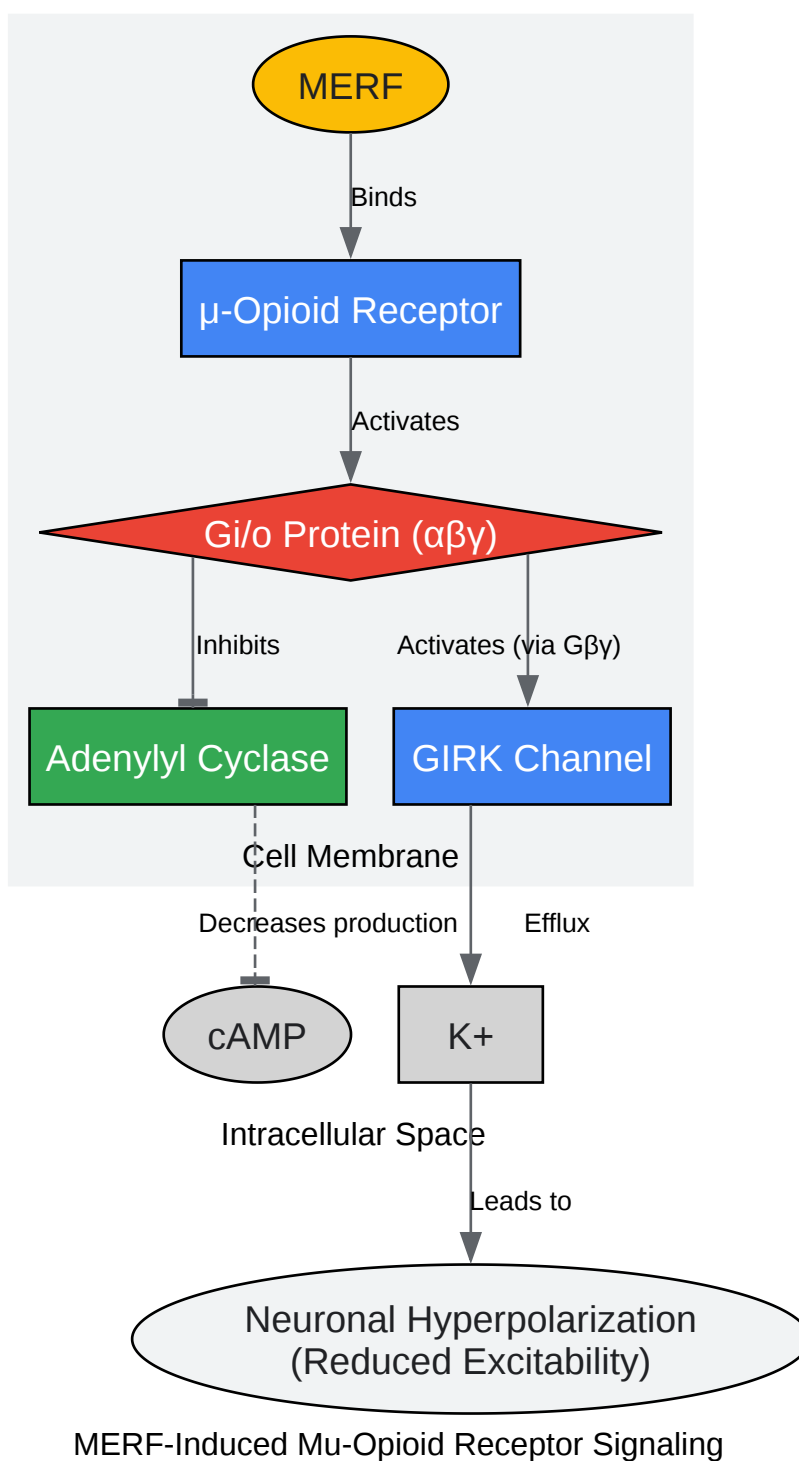 MERF
Binds
μ-Opioid Receptor
Activates
Gi/o Protein (αβγ)
Inhibits
Activates (via Gβγ)
Adenylyl Cyclase
GIRK Channel
Cell Membrane
Decreases production
Efflux
cAMP
K+
Intracellular Space
Leads to
Neuronal Hyperpolarization
(Reduced Excitability)
MERF-Induced Mu-Opioid Receptor Signaling